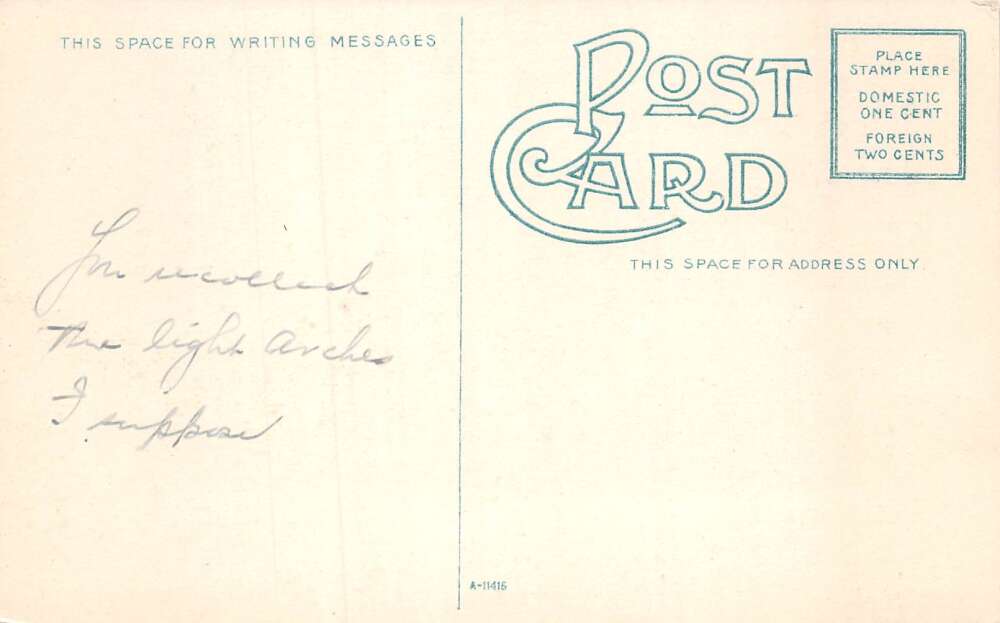 THIS SPACE FOR WRITING MESSAGES
POST
CARD
PLACE
STAMP HERE
DOMESTIC
ONE CENT
FOREIGN
TWO CENTS
THIS SPACE FOR ADDRESS ONLY
You recollect
the light arches
I suppose
A-11415